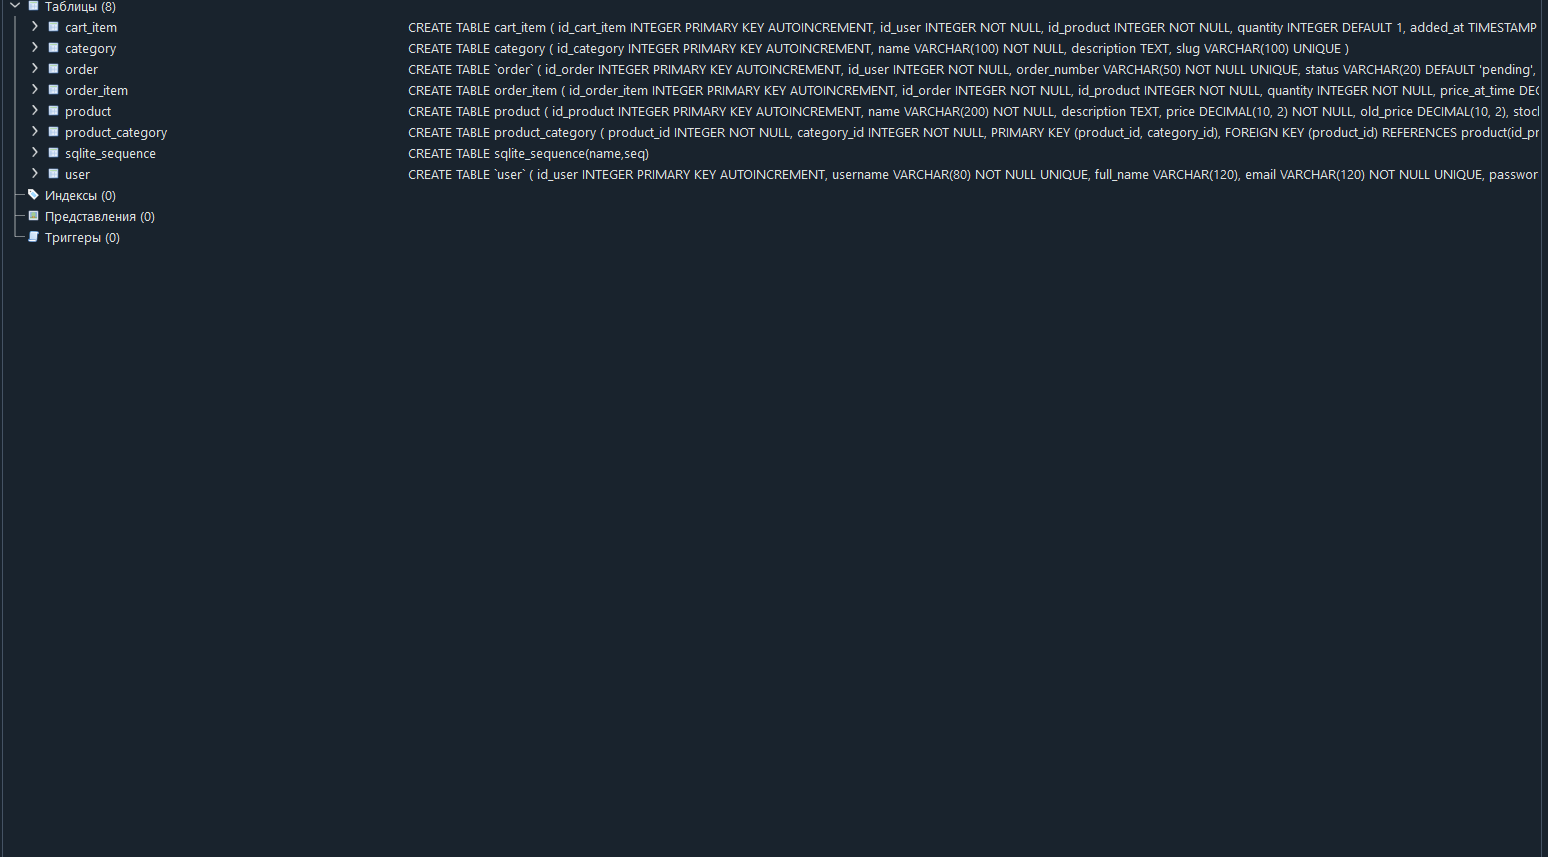 Таблицы (8)
cart_item CREATE TABLE cart_item ( id_cart_item INTEGER PRIMARY KEY AUTOINCREMENT, id_user INTEGER NOT NULL, id_product INTEGER NOT NULL, quantity INTEGER DEFAULT 1, added_at TIMESTAMP
category CREATE TABLE category ( id_category INTEGER PRIMARY KEY AUTOINCREMENT, name VARCHAR(100) NOT NULL, description TEXT, slug VARCHAR(100) UNIQUE )
order CREATE TABLE `order` ( id_order INTEGER PRIMARY KEY AUTOINCREMENT, id_user INTEGER NOT NULL, order_number VARCHAR(50) NOT NULL UNIQUE, status VARCHAR(20) DEFAULT 'pending',
order_item CREATE TABLE order_item ( id_order_item INTEGER PRIMARY KEY AUTOINCREMENT, id_order INTEGER NOT NULL, id_product INTEGER NOT NULL, quantity INTEGER NOT NULL, price_at_time DEC
product CREATE TABLE product ( id_product INTEGER PRIMARY KEY AUTOINCREMENT, name VARCHAR(200) NOT NULL, description TEXT, price DECIMAL(10, 2) NOT NULL, old_price DECIMAL(10, 2), stock
product_category CREATE TABLE product_category ( product_id INTEGER NOT NULL, category_id INTEGER NOT NULL, PRIMARY KEY (product_id, category_id), FOREIGN KEY (product_id) REFERENCES product(id_pr
sqlite_sequence CREATE TABLE sqlite_sequence(name,seq)
user CREATE TABLE `user` ( id_user INTEGER PRIMARY KEY AUTOINCREMENT, username VARCHAR(80) NOT NULL UNIQUE, full_name VARCHAR(120), email VARCHAR(120) NOT NULL UNIQUE, passwor
Индексы (0)
Представления (0)
Триггеры (0)